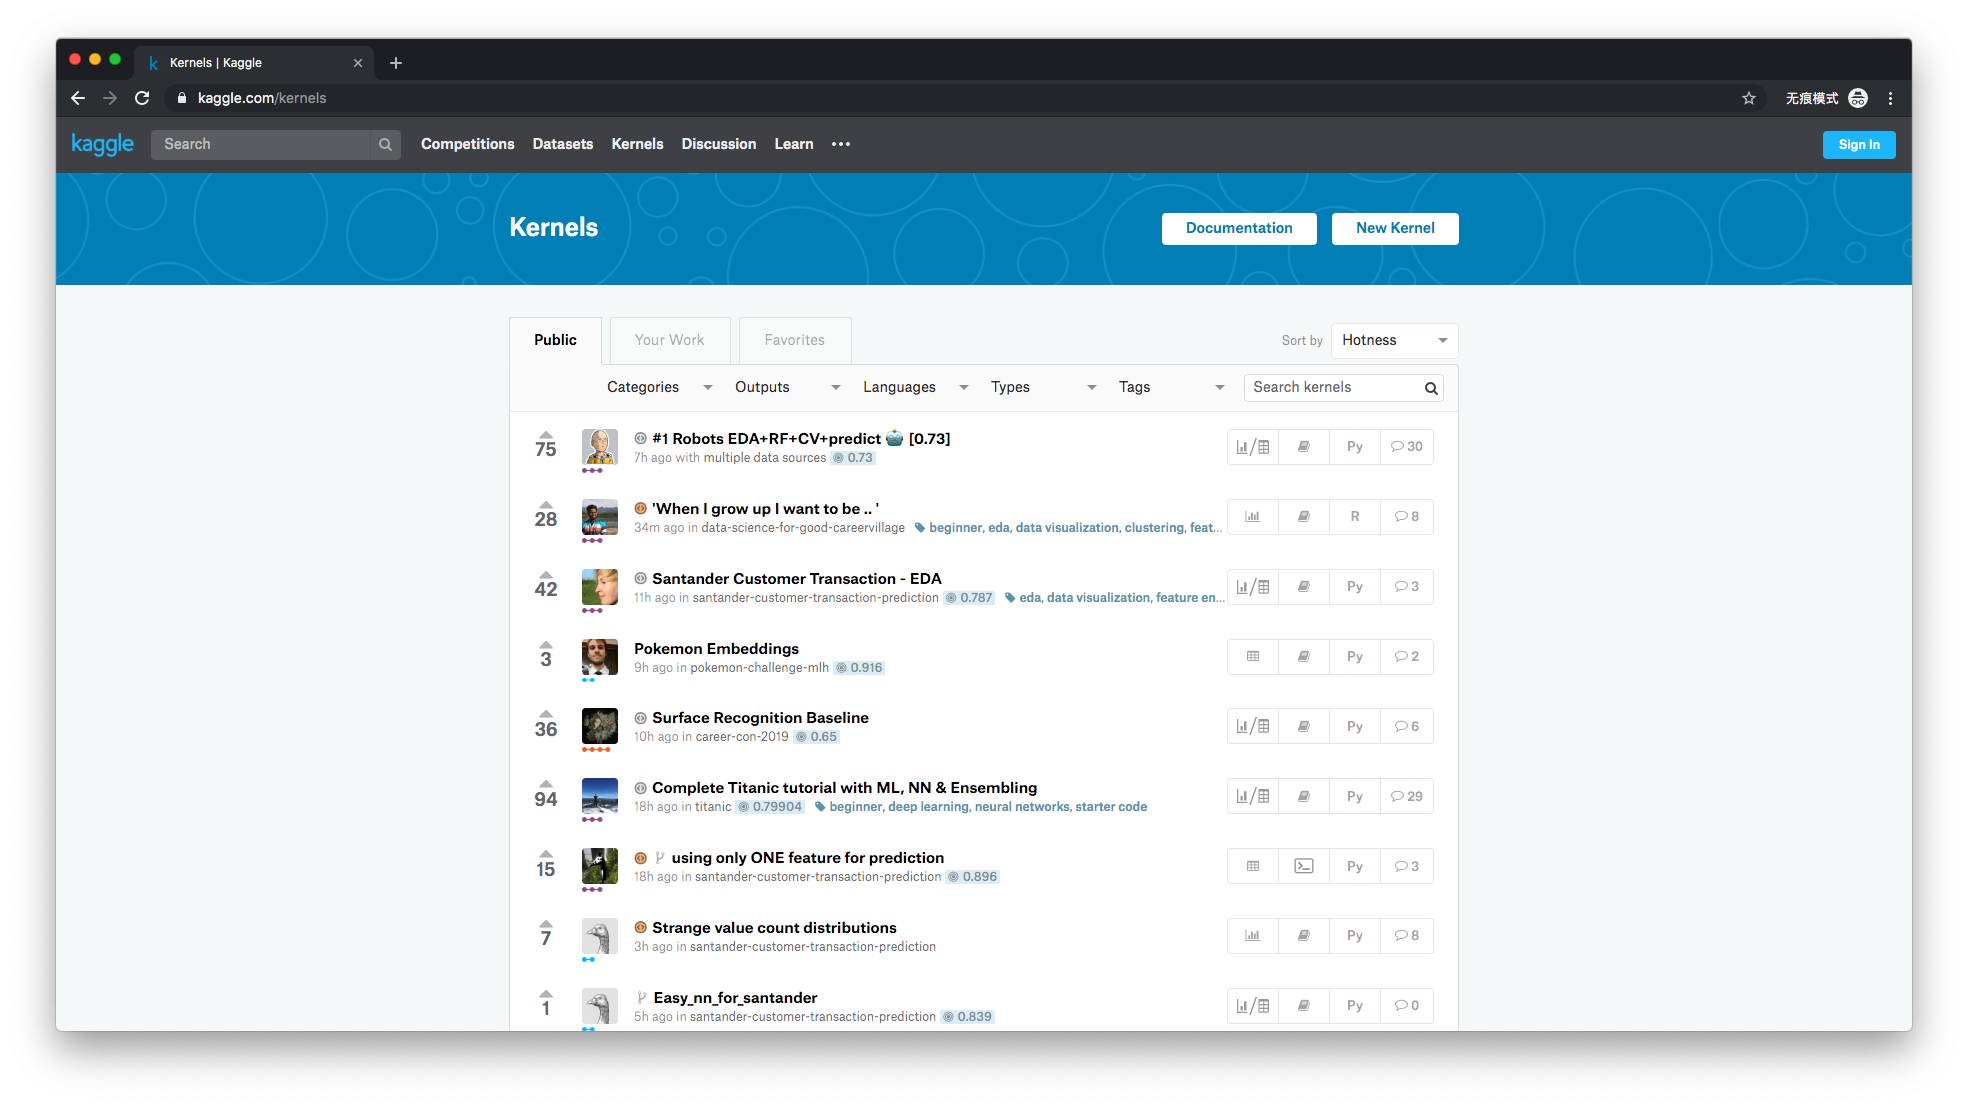 Kernels | Kaggle
kaggle.com/kernels
无痕模式
kaggle
Search
Competitions
Datasets
Kernels
Discussion
Learn
Sign In
Kernels
Documentation
New Kernel
Public
Your Work
Favorites
Sort by
Hotness
Categories
Outputs
Languages
Types
Tags
Search kernels
75
#1 Robots EDA+RF+CV+predict 🤖 [0.73]
7h ago with multiple data sources 0.73
Py
30
28
'When I grow up I want to be .. '
34m ago in data-science-for-good-careervillage beginner, eda, data visualization, clustering, feat...
R
8
42
Santander Customer Transaction - EDA
11h ago in santander-customer-transaction-prediction 0.787 eda, data visualization, feature en...
Py
3
3
Pokemon Embeddings
9h ago in pokemon-challenge-mlh 0.916
Py
2
36
Surface Recognition Baseline
10h ago in career-con-2019 0.65
Py
6
94
Complete Titanic tutorial with ML, NN & Ensembling
18h ago in titanic 0.79904 beginner, deep learning, neural networks, starter code
Py
29
15
using only ONE feature for prediction
18h ago in santander-customer-transaction-prediction 0.896
Py
3
7
Strange value count distributions
3h ago in santander-customer-transaction-prediction
Py
8
1
Easy_nn_for_santander
5h ago in santander-customer-transaction-prediction 0.839
Py
0